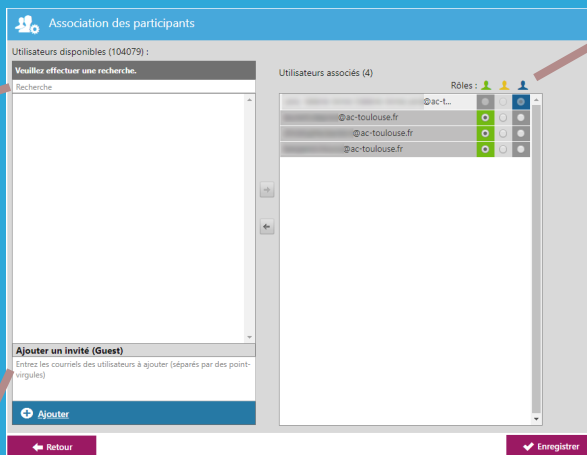 Association des participants
Utilisateurs disponibles (104079) :
Veuillez effectuer une recherche.
Recherche
Ajouter un invité (Guest)
Entrez les courriels des utilisateurs à ajouter (séparés par des point-
virgules)
Ajouter
Utilisateurs associés (4)
Rôles :
@ac-t...
@ac-toulouse.fr
@ac-toulouse.fr
@ac-toulouse.fr
Retour
Enregistrer